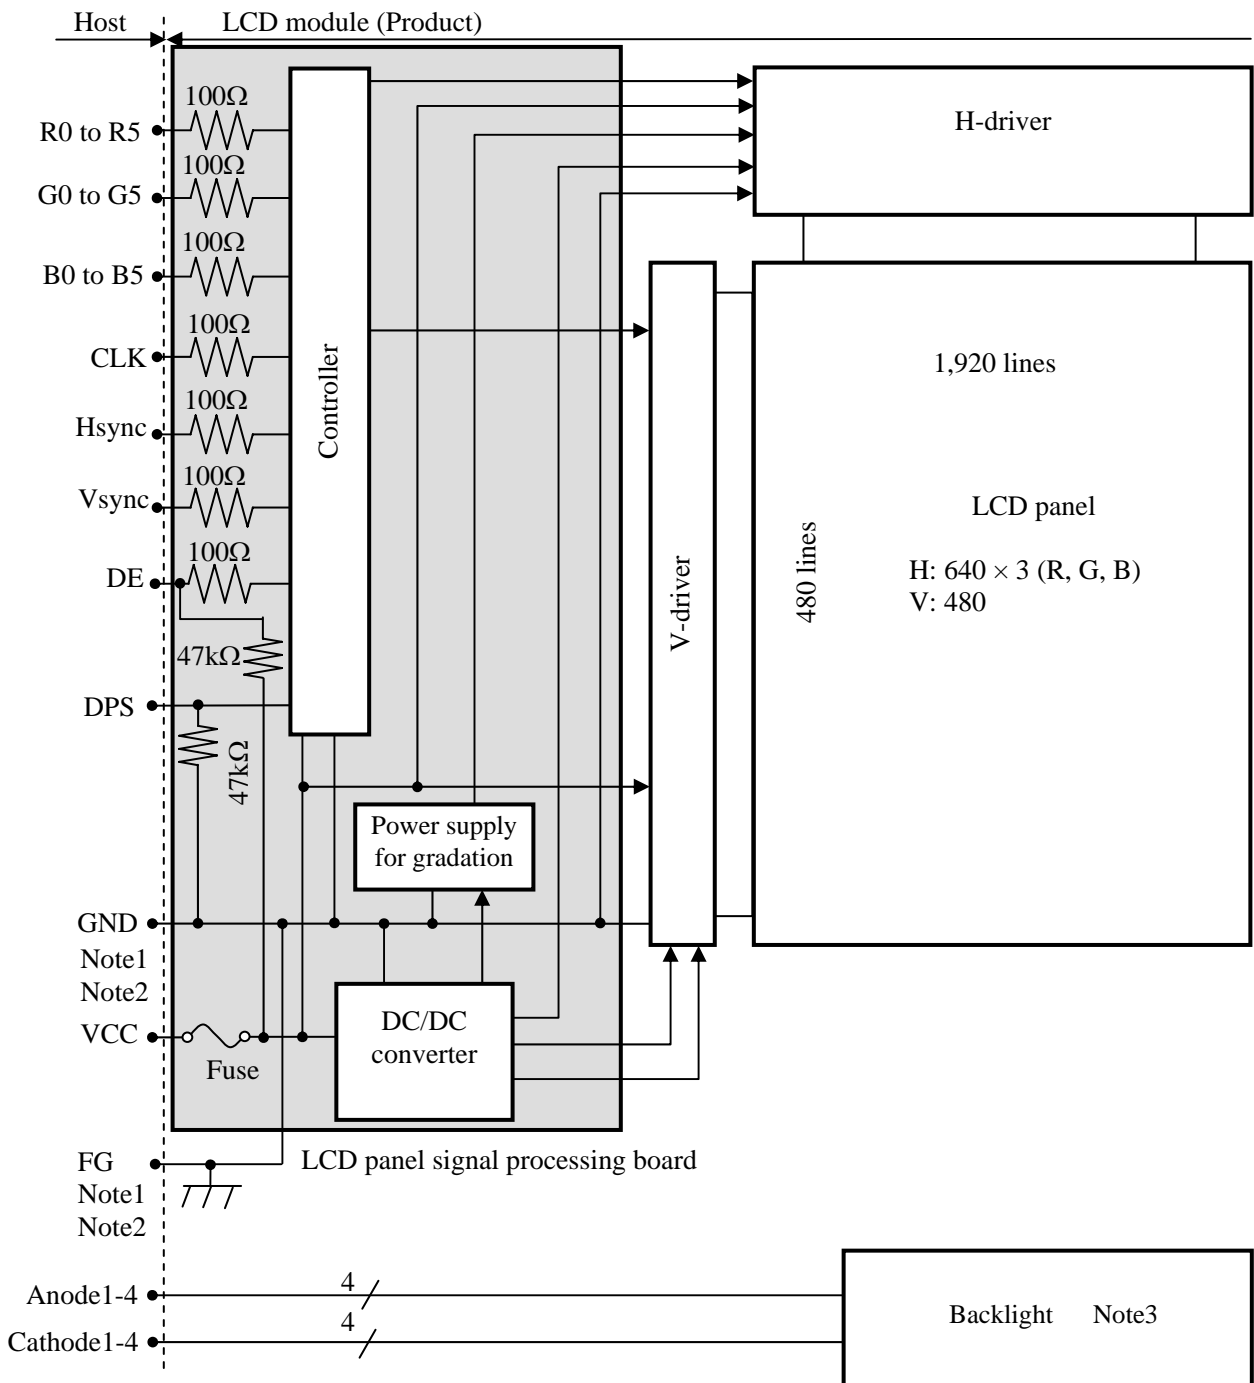 Host
LCD module (Product)
100Ω
R0 to R5
100Ω
G0 to G5
100Ω
B0 to B5
100Ω
CLK
100Ω
Hsync
100Ω
Vsync
100Ω
DE
47kΩ
DPS
47kΩ
Controller
H-driver
V-driver
1,920 lines
480 lines
LCD panel
H: 640 × 3 (R, G, B)
V: 480
Power supply
for gradation
GND
Note1
Note2
VCC
Fuse
DC/DC
converter
FG
Note1
Note2
LCD panel signal processing board
Anode1-4
4
Cathode1-4
4
Backlight Note3